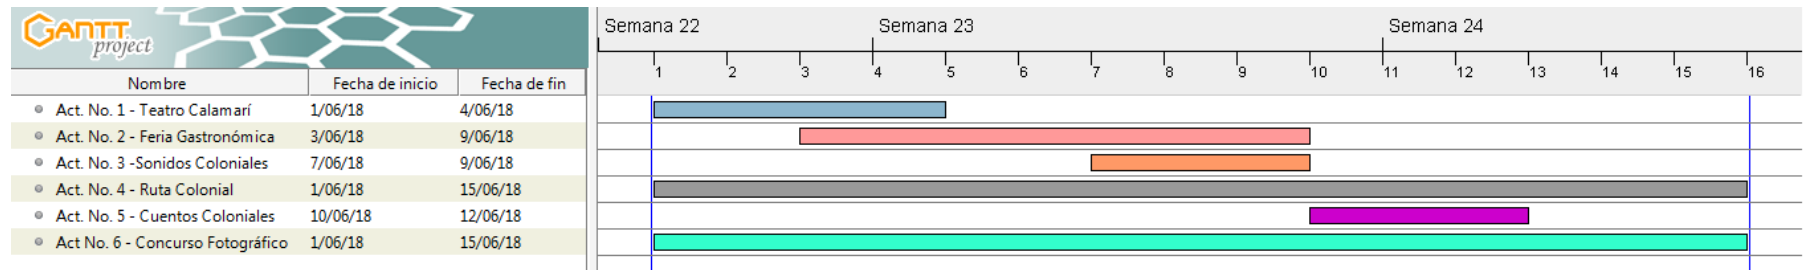 GANTT
project
Semana 22 Semana 23 Semana 24
1 2 3 4 5 6 7 8 9 10 11 12 13 14 15 16
Nombre Fecha de inicio Fecha de fin
Act. No. 1 - Teatro Calamarí 1/06/18 4/06/18
Act. No. 2 - Feria Gastronómica 3/06/18 9/06/18
Act. No. 3 -Sonidos Coloniales 7/06/18 9/06/18
Act. No. 4 - Ruta Colonial 1/06/18 15/06/18
Act. No. 5 - Cuentos Coloniales 10/06/18 12/06/18
Act No. 6 - Concurso Fotográfico 1/06/18 15/06/18